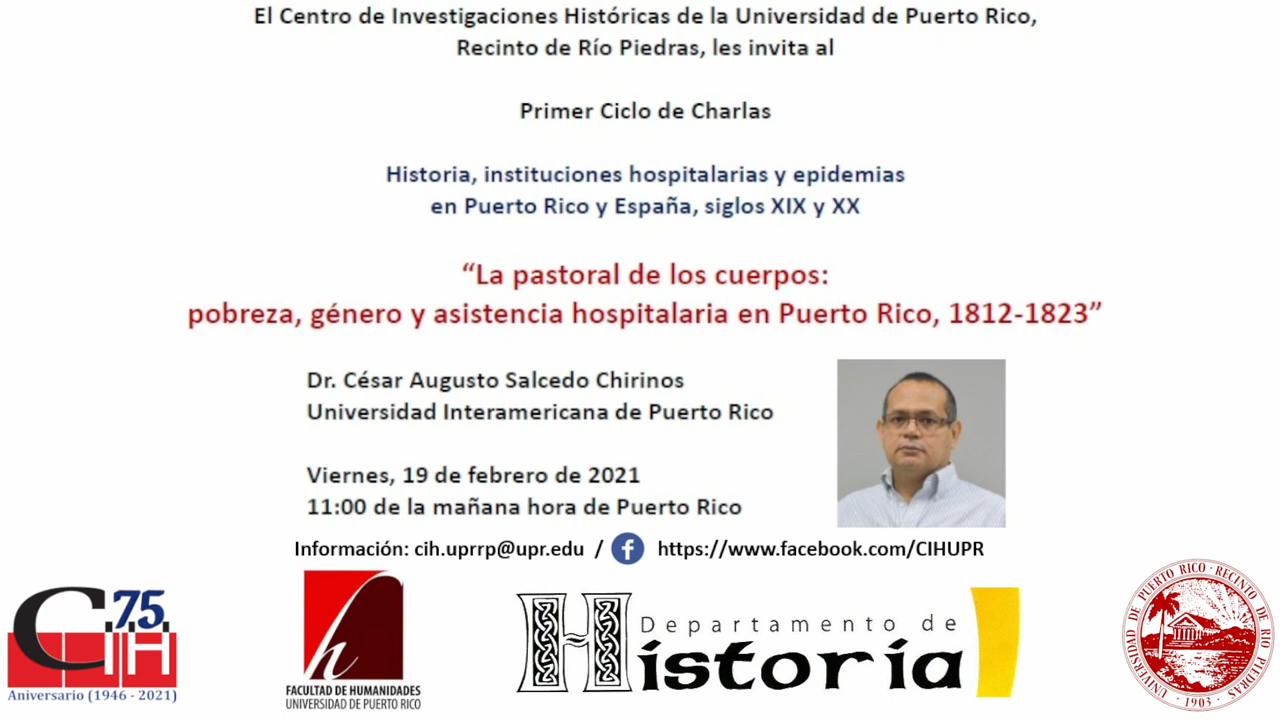 El Centro de Investigaciones Históricas de la Universidad de Puerto Rico,
Recinto de Río Piedras, les invita al
Primer Ciclo de Charlas
Historia, instituciones hospitalarias y epidemias
en Puerto Rico y España, siglos XIX y XX
“La pastoral de los cuerpos:
pobreza, género y asistencia hospitalaria en Puerto Rico, 1812-1823”
Dr. César Augusto Salcedo Chirinos
Universidad Interamericana de Puerto Rico
Viernes, 19 de febrero de 2021
11:00 de la mañana hora de Puerto Rico
Información: cih.uprrp@upr.edu / f https://www.facebook.com/CIHUPR
75
CIH
Aniversario (1946 - 2021)
h
FACULTAD DE HUMANIDADES
UNIVERSIDAD DE PUERTO RICO
Departamento de
Historia
UNIVERSIDAD DE PUERTO RICO · RECINTO DE RÍO PIEDRAS
· 1903 ·